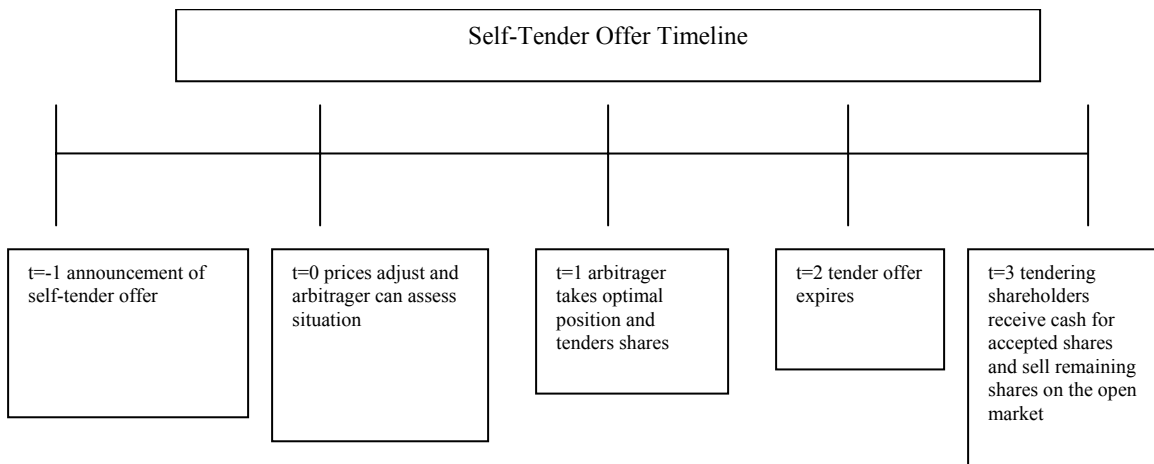 Self-Tender Offer Timeline
t=-1 announcement of
self-tender offer
t=0 prices adjust and
arbitrager can assess
situation
t=1 arbitrager
takes optimal
position and
tenders shares
t=2 tender offer
expires
t=3 tendering
shareholders
receive cash for
accepted shares
and sell remaining
shares on the open
market